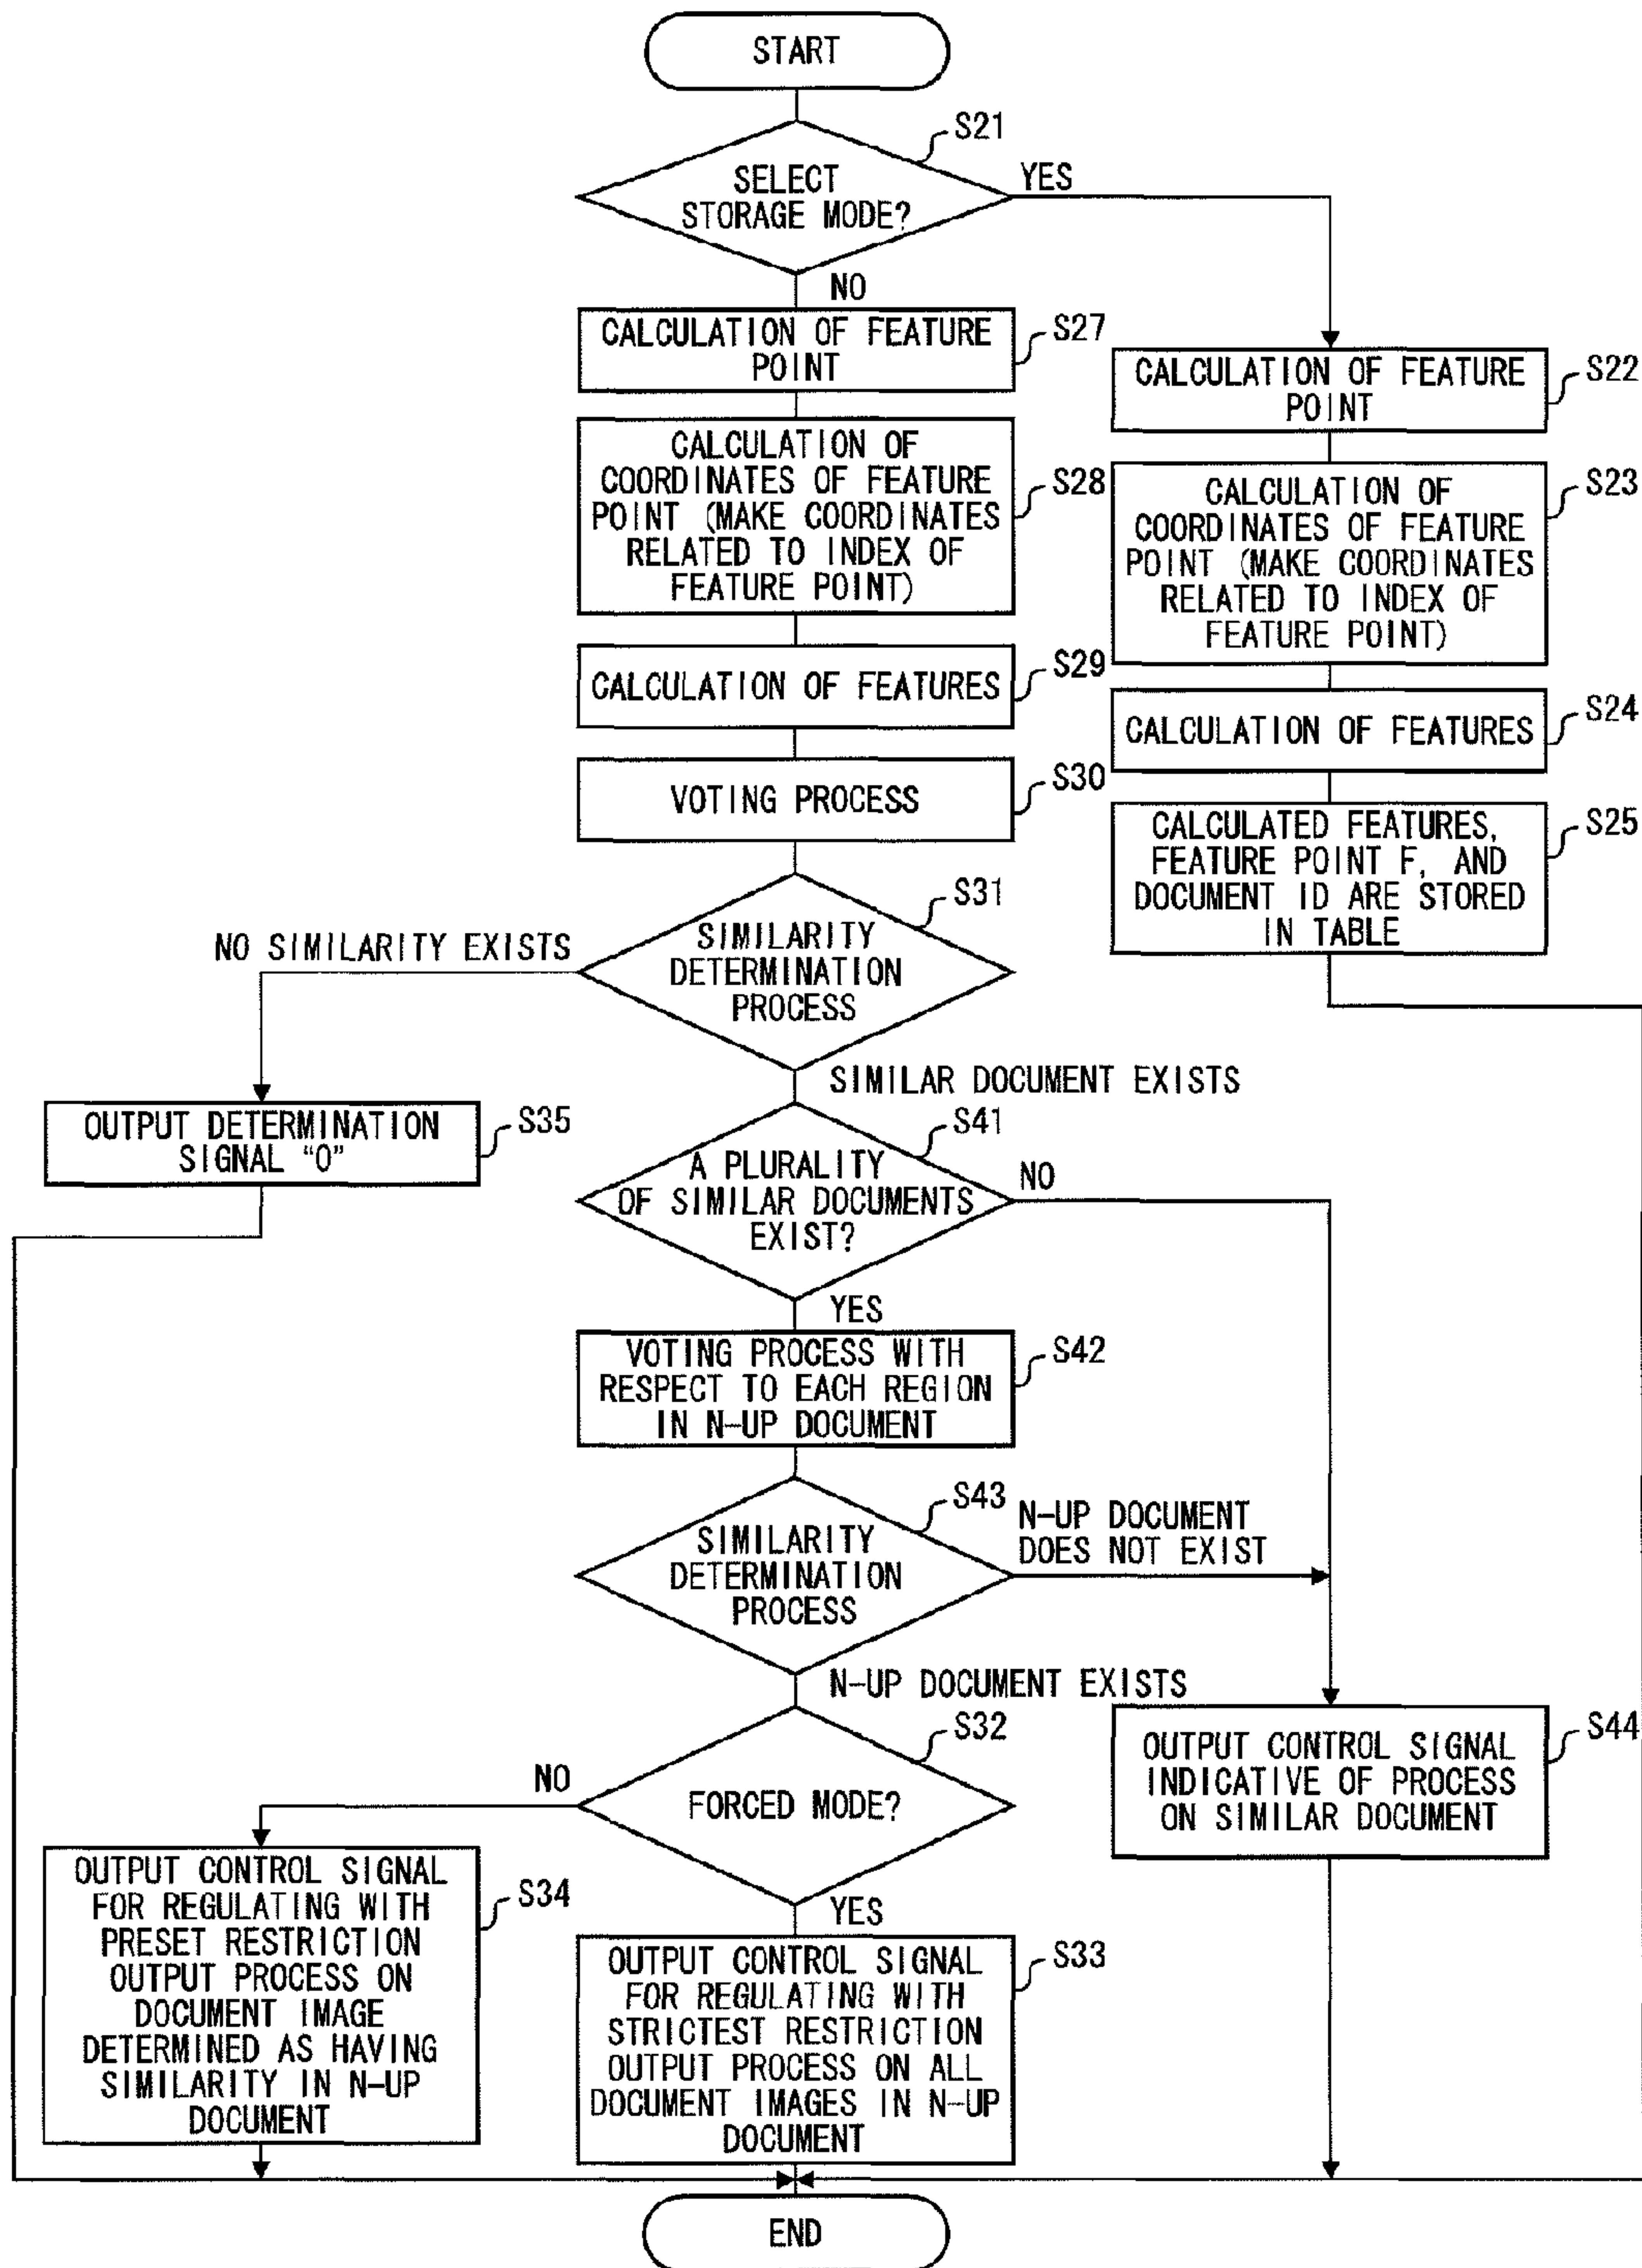 START
S21
SELECT
STORAGE MODE?
YES
NO
CALCULATION OF FEATURE
POINT
S27
CALCULATION OF FEATURE
POINT
S22
CALCULATION OF
COORDINATES OF FEATURE
POINT (MAKE COORDINATES
RELATED TO INDEX OF
FEATURE POINT)
S28
CALCULATION OF
COORDINATES OF FEATURE
POINT (MAKE COORDINATES
RELATED TO INDEX OF
FEATURE POINT)
S23
CALCULATION OF FEATURES
S29
CALCULATION OF FEATURES
S24
VOTING PROCESS
S30
CALCULATED FEATURES,
FEATURE POINT F, AND
DOCUMENT ID ARE STORED
IN TABLE
S25
S31
NO SIMILARITY EXISTS
SIMILARITY
DETERMINATION
PROCESS
SIMILAR DOCUMENT EXISTS
OUTPUT DETERMINATION
SIGNAL "0"
S35
S41
A PLURALITY
OF SIMILAR DOCUMENTS
EXIST?
NO
YES
VOTING PROCESS WITH
RESPECT TO EACH REGION
IN N-UP DOCUMENT
S42
S43
SIMILARITY
DETERMINATION
PROCESS
N-UP DOCUMENT
DOES NOT EXIST
N-UP DOCUMENT EXISTS
S32
NO
FORCED MODE?
YES
OUTPUT CONTROL SIGNAL
INDICATIVE OF PROCESS
ON SIMILAR DOCUMENT
S44
OUTPUT CONTROL SIGNAL
FOR REGULATING WITH
PRESET RESTRICTION
OUTPUT PROCESS ON
DOCUMENT IMAGE
DETERMINED AS HAVING
SIMILARITY IN N-UP
DOCUMENT
S34
OUTPUT CONTROL SIGNAL
FOR REGULATING WITH
STRICTEST RESTRICTION
OUTPUT PROCESS ON ALL
DOCUMENT IMAGES IN N-UP
DOCUMENT
S33
END